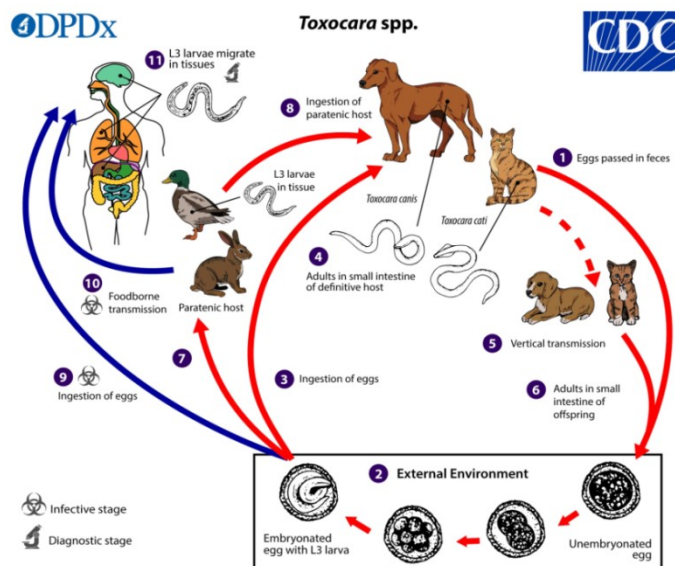 DPDx
Toxocara spp.
CDC
11 L3 larvae migrate
in tissues
8 Ingestion of
paratenic host
1 Eggs passed in feces
L3 larvae
in tissue
Toxocara canis
Toxocara cati
4
Adults in small intestine
of definitive host
10
Foodborne
transmission
Paratenic host
5 Vertical transmission
7
9
Ingestion of eggs
3 Ingestion of eggs
6 Adults in small
intestine of
offspring
2 External Environment
Infective stage
Diagnostic stage
Embryonated
egg with L3 larva
Unembryonated
egg